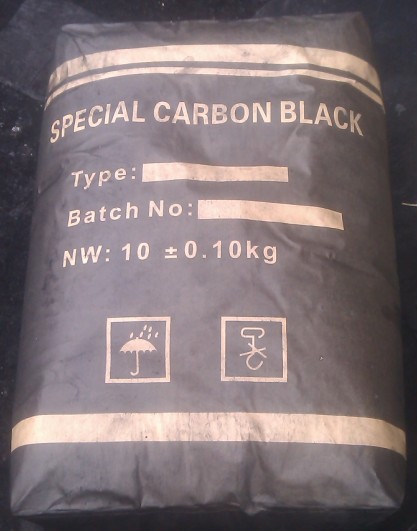 SPECIAL CARBON BLACK
Type:
Batch No:
NW: 10 ±0.10kg